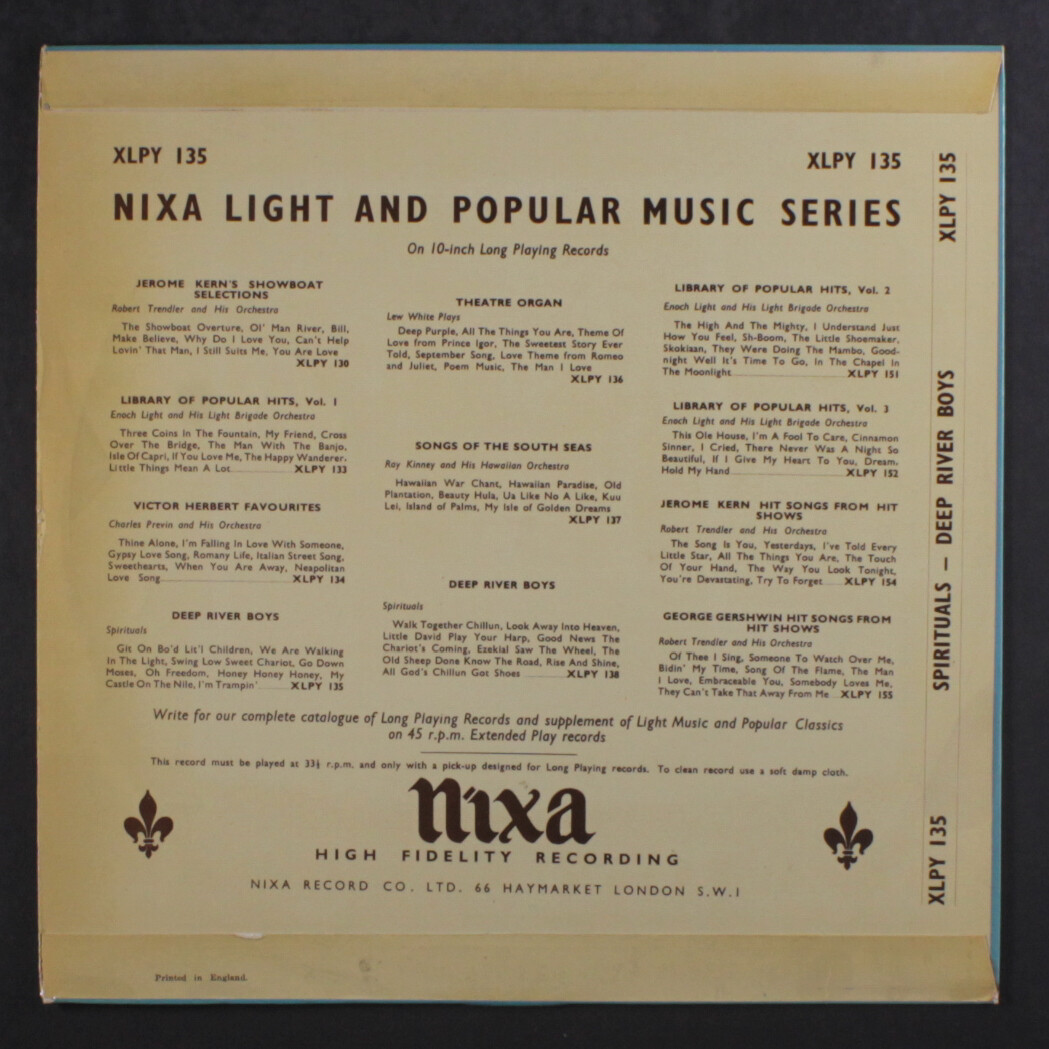 XLPY 135
XLPY 135
NIXA LIGHT AND POPULAR MUSIC SERIES
On 10-inch Long Playing Records
JEROME KERN'S SHOWBOAT
SELECTIONS
Robert Trendler and His Orchestra
The Showboat Overture, Ol' Man River, Bill,
Make Believe, Why Do I Love You, Can't Help
Lovin' That Man, I Still Suits Me, You Are Love
XLPY 130
LIBRARY OF POPULAR HITS, Vol. 1
Enoch Light and His Light Brigade Orchestra
Three Coins In The Fountain, My Friend, Cross
Over The Bridge, The Man With The Banjo,
Isle Of Capri, If You Love Me, The Happy Wanderer.
Little Things Mean A Lot XLPY 133
VICTOR HERBERT FAVOURITES
Charles Previn and His Orchestra
Thine Alone, I'm Falling In Love With Someone,
Gypsy Love Song, Romany Life, Italian Street Song,
Sweethearts, When You Are Away, Neapolitan
Love Song XLPY 134
DEEP RIVER BOYS
Spirituals
Git On Bo'd Lit'l Children, We Are Walking
In The Light, Swing Low Sweet Chariot, Go Down
Moses, Oh Freedom, Honey Honey Honey, My
Castle On The Nile, I'm Trampin' XLPY 135
THEATRE ORGAN
Lew White Plays
Deep Purple, All The Things You Are, Theme Of
Love from Prince Igor, The Sweetest Story Ever
Told, September Song, Love Theme from Romeo
and Juliet, Poem Music, The Man I Love
XLPY 136
SONGS OF THE SOUTH SEAS
Ray Kinney and His Hawaiian Orchestra
Hawaiian War Chant, Hawaiian Paradise, Old
Plantation, Beauty Hula, Ua Like No A Like, Kuu
Lei, Island of Palms, My Isle of Golden Dreams
XLPY 137
DEEP RIVER BOYS
Spirituals
Walk Together Chillun, Look Away Into Heaven,
Little David Play Your Harp, Good News The
Chariot's Coming, Ezekial Saw The Wheel, The
Old Sheep Done Know The Road, Rise And Shine,
All God's Chillun Got Shoes XLPY 138
LIBRARY OF POPULAR HITS, Vol. 2
Enoch Light and His Light Brigade Orchestra
The High And The Mighty, I Understand Just
How You Feel, Sh-Boom, The Little Shoemaker,
Skokiaan, They Were Doing The Mambo, Good-
night Well It's Time To Go, In The Chapel In
The Moonlight XLPY 151
LIBRARY OF POPULAR HITS, Vol. 3
Enoch Light and His Light Brigade Orchestra
This Ole House, I'm A Fool To Care, Cinnamon
Sinner, I Cried, There Never Was A Night So
Beautiful, If I Give My Heart To You, Dream,
Hold My Hand XLPY 152
JEROME KERN HIT SONGS FROM HIT
SHOWS
Robert Trendler and His Orchestra
The Song Is You, Yesterdays, I've Told Every
Little Star, All The Things You Are, The Touch
Of Your Hand, The Way You Look Tonight,
You're Devastating, Try To Forget XLPY 154
GEORGE GERSHWIN HIT SONGS FROM
HIT SHOWS
Robert Trendler and His Orchestra
Of Thee I Sing, Someone To Watch Over Me,
Bidin' My Time, Song Of The Flame, The Man
I Love, Embraceable You, Somebody Loves Me,
They Can't Take That Away From Me XLPY 155
Write for our complete catalogue of Long Playing Records and supplement of Light Music and Popular Classics
on 45 r.p.m. Extended Play records
This record must be played at 33⅓ r.p.m. and only with a pick-up designed for Long Playing records. To clean record use a soft damp cloth.
nixa
HIGH FIDELITY RECORDING
NIXA RECORD CO. LTD. 66 HAYMARKET LONDON S.W.1
Printed in England.
XLPY 135
SPIRITUALS — DEEP RIVER BOYS
XLPY 135